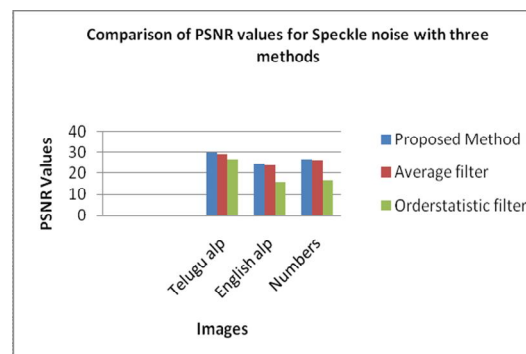 Comparison of PSNR values for Speckle noise with three
methods
PSNR Values
40
30
20
10
0
Telugu alp
English alp
Numbers
Images
Proposed Method
Average filter
Orderstatistic filter